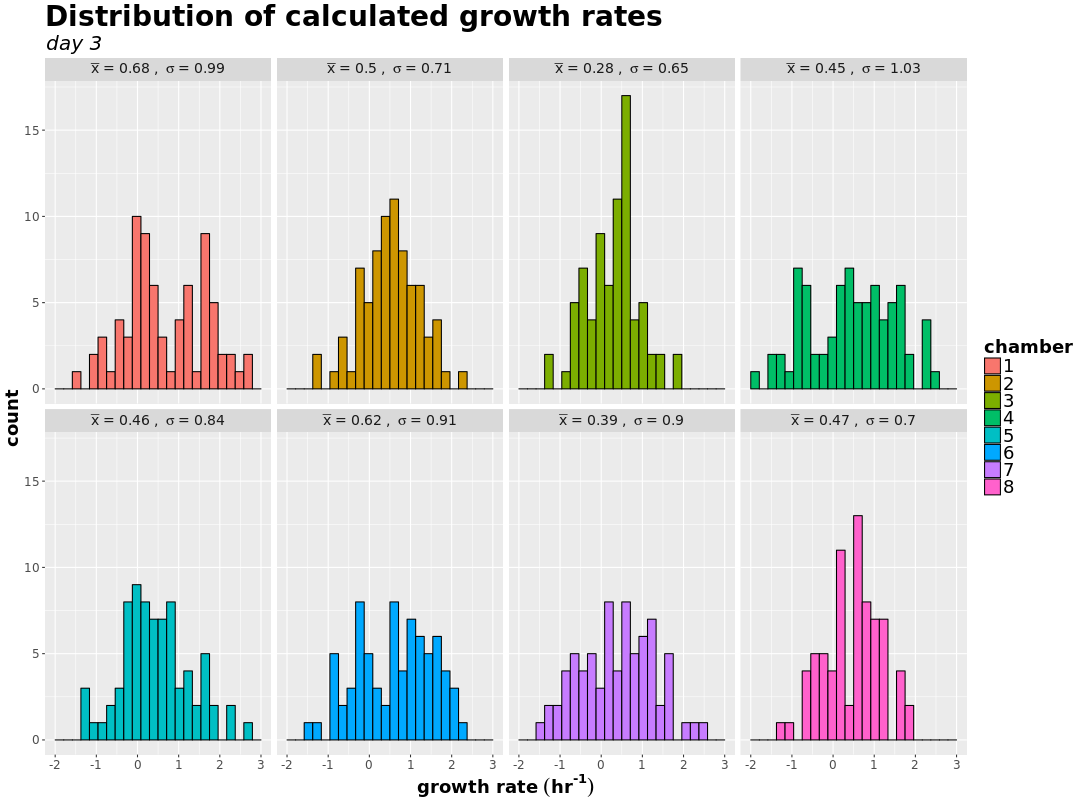 Distribution of calculated growth rates
day 3
x̅ = 0.68 , σ = 0.99
x̅ = 0.5 , σ = 0.71
x̅ = 0.28 , σ = 0.65
x̅ = 0.45 , σ = 1.03
15
10
5
0
x̅ = 0.46 , σ = 0.84
x̅ = 0.62 , σ = 0.91
x̅ = 0.39 , σ = 0.9
x̅ = 0.47 , σ = 0.7
15
10
5
0
-2 -1 0 1 2 3
-2 -1 0 1 2 3
-2 -1 0 1 2 3
-2 -1 0 1 2 3
count
growth rate (hr⁻¹)
chamber
1
2
3
4
5
6
7
8